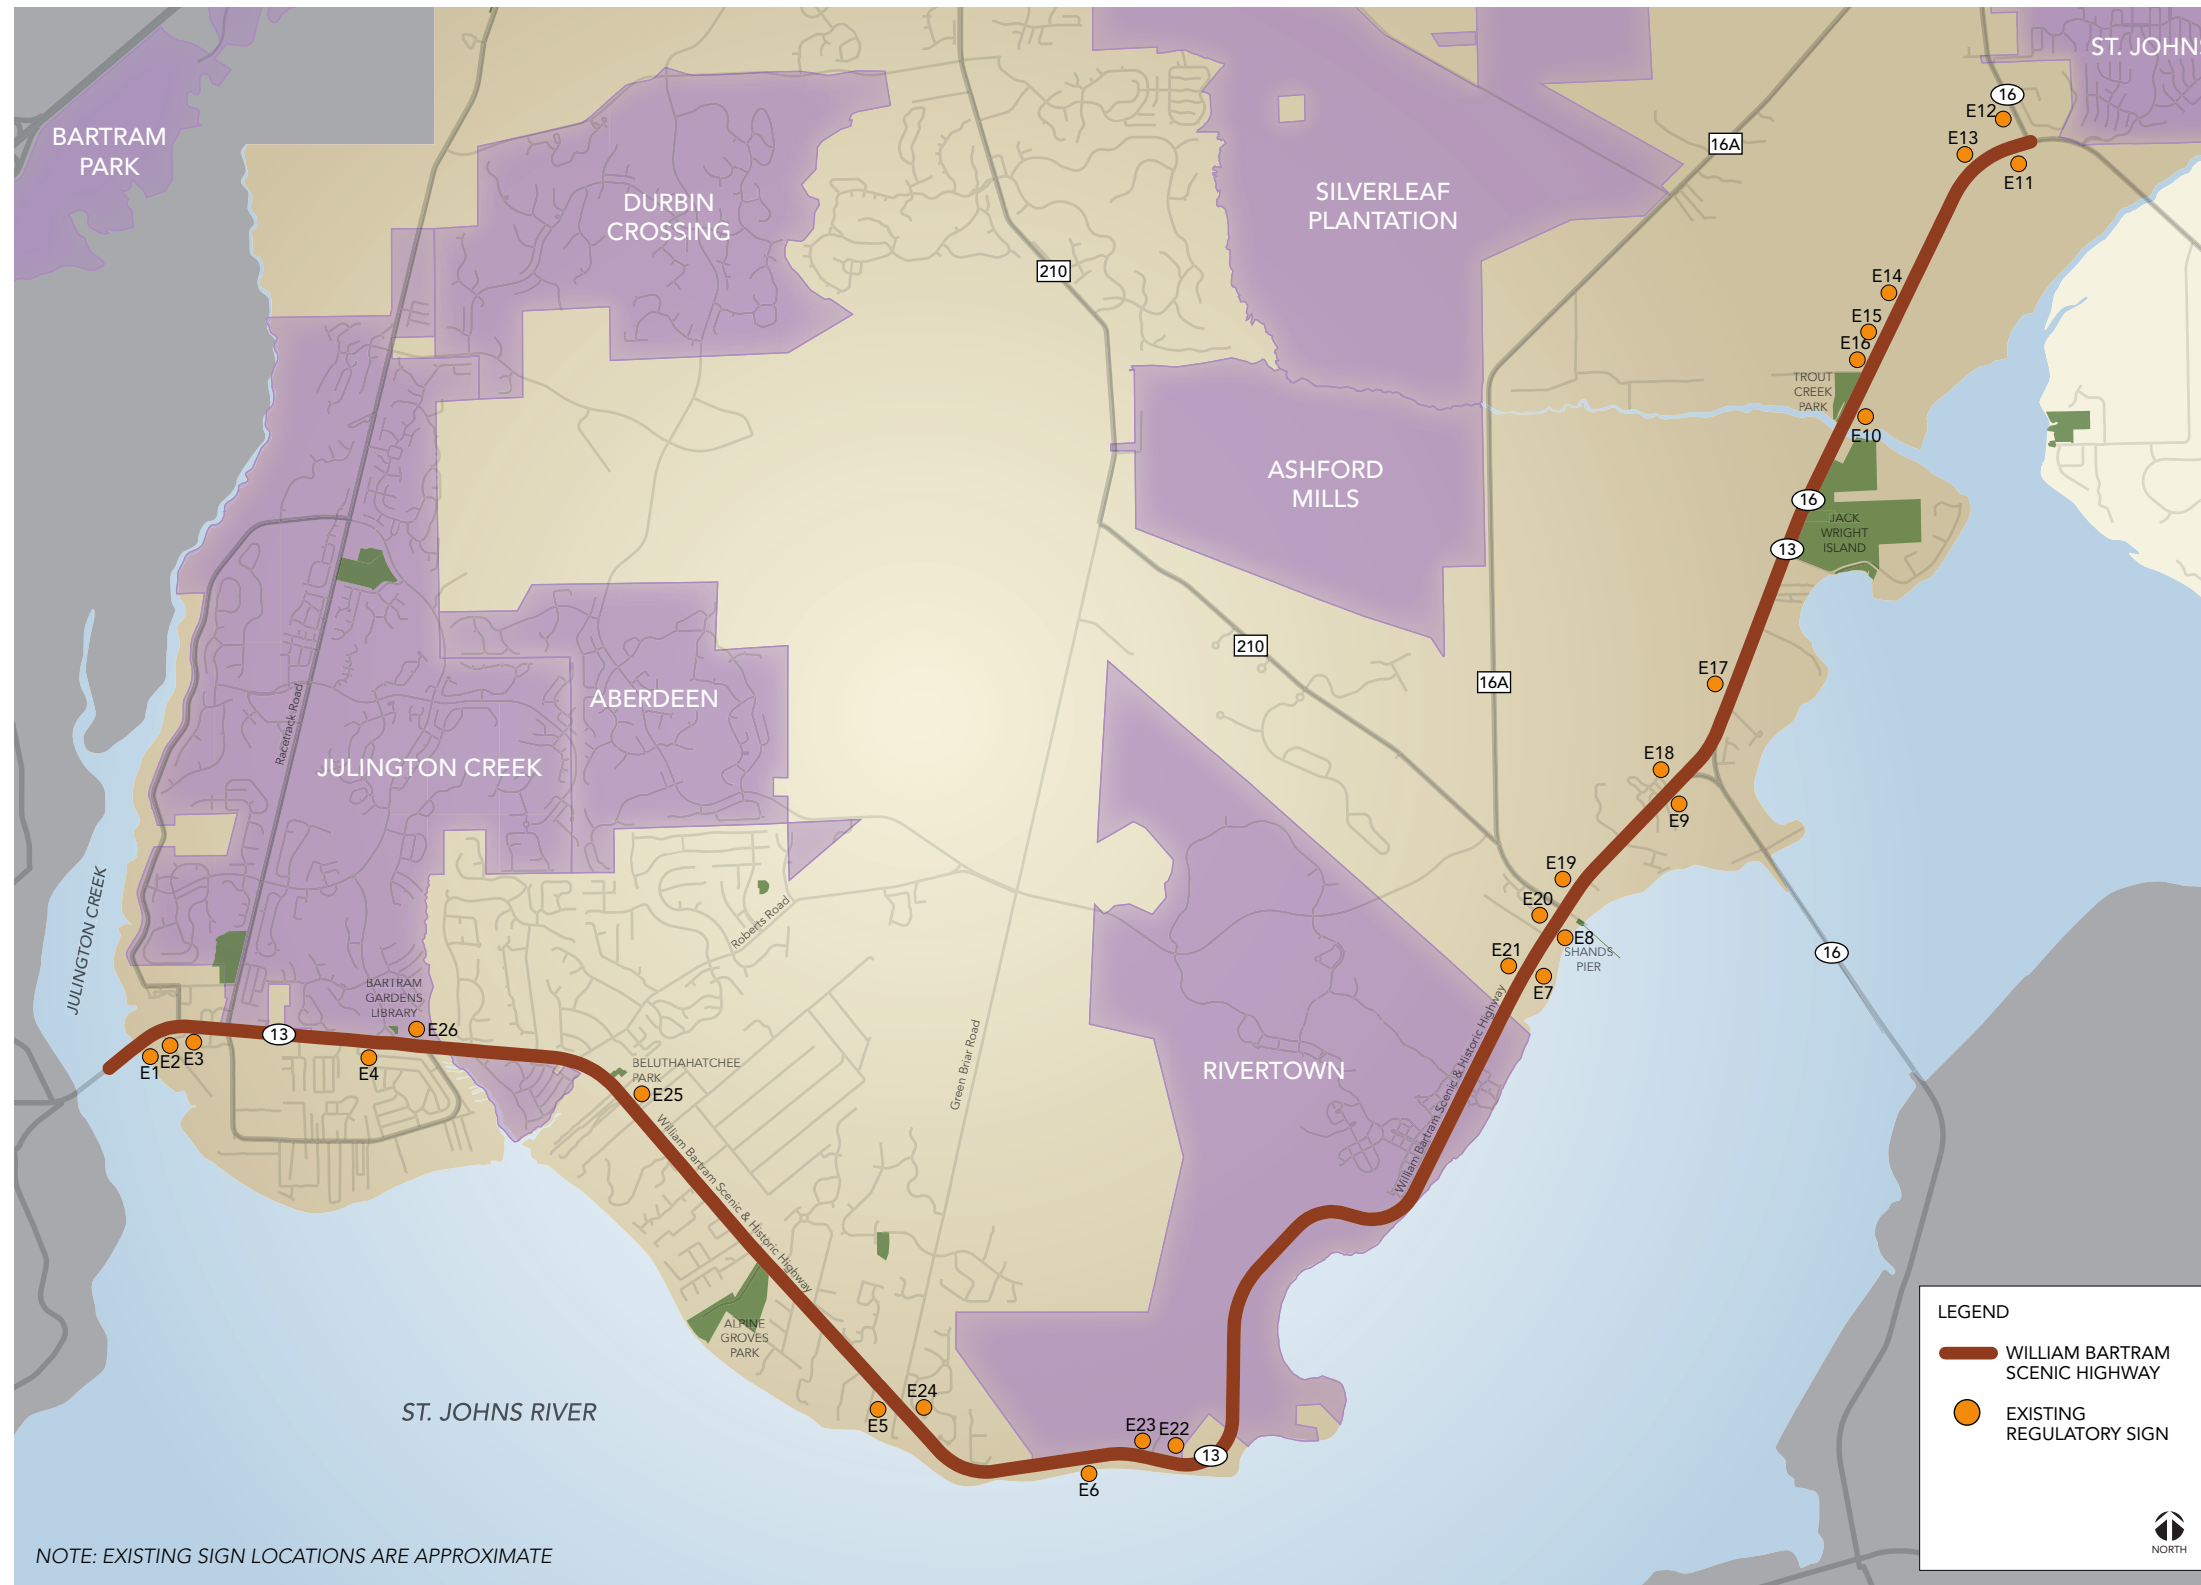 ST. JOHNS
16
E12
E13
E11
BARTRAM
PARK
16A
DURBIN
CROSSING
SILVERLEAF
PLANTATION
210
E14
E15
E16
TROUT
CREEK
PARK
E10
ASHFORD
MILLS
16
JACK
WRIGHT
ISLAND
13
210
16A
E17
Racetrack Road
ABERDEEN
JULINGTON CREEK
E18
E9
JULINGTON CREEK
E19
E20
E8
SHANDS
PIER
E21
E7
16
Roberts Road
BARTRAM
GARDENS
LIBRARY
E26
13
E1
E2
E3
E4
BELUTHAHATCHEE
PARK
E25
Green Briar Road
RIVERTOWN
William Bartram Scenic & Historic Highway
William Bartram Scenic & Historic Highway
ALPINE
GROVES
PARK
ST. JOHNS RIVER
E24
E5
E23
E22
13
E6
LEGEND
WILLIAM BARTRAM
SCENIC HIGHWAY
EXISTING
REGULATORY SIGN
NORTH
NOTE: EXISTING SIGN LOCATIONS ARE APPROXIMATE